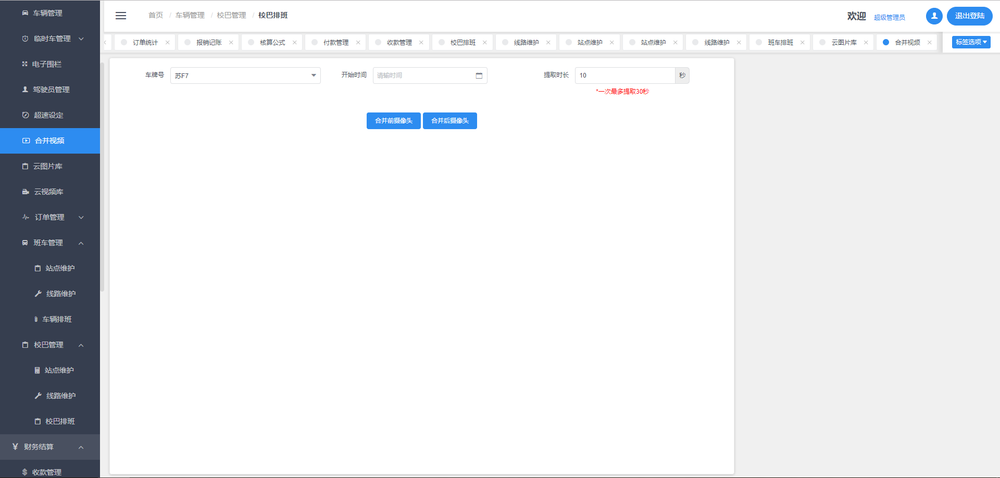 车辆管理
临时车管理
电子围栏
驾驶员管理
超速设定
合并视频
云图片库
云视频库
订单管理
班车管理
站点维护
线路维护
车辆排班
校巴管理
站点维护
线路维护
校巴排班
¥ 财务结算
$ 收款管理
首页 / 车辆管理 / 校巴管理 / 校巴排班
欢迎 超级管理员 退出登陆
订单统计 × 报销记账 × 核算公式 × 付款管理 × 收款管理 × 校巴排班 × 线路维护 × 站点维护 × 站点维护 × 线路维护 × 班车排班 × 云图片库 × 合并视频 × 标签选项
车牌号 苏F7 开始时间 请输时间 提取时长 10 秒
*一次最多提取30秒
合并前摄像头 合并后摄像头